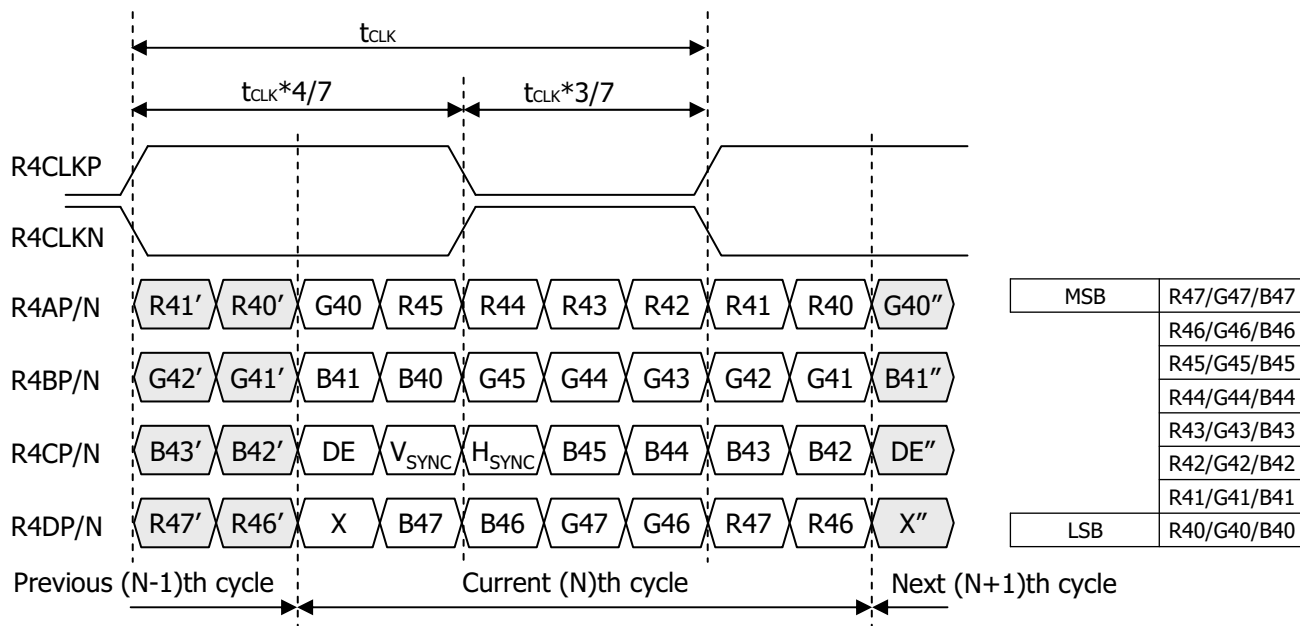 tCLK
tCLK*4/7 tCLK*3/7
R4CLKP
R4CLKN
R4AP/N R41′ R40′ G40 R45 R44 R43 R42 R41 R40 G40″
R4BP/N G42′ G41′ B41 B40 G45 G44 G43 G42 G41 B41″
R4CP/N B43′ B42′ DE VSYNC HSYNC B45 B44 B43 B42 DE″
R4DP/N R47′ R46′ X B47 B46 G47 G46 R47 R46 X″
Previous (N-1)th cycle Current (N)th cycle Next (N+1)th cycle
MSB R47/G47/B47
R46/G46/B46
R45/G45/B45
R44/G44/B44
R43/G43/B43
R42/G42/B42
R41/G41/B41
LSB R40/G40/B40